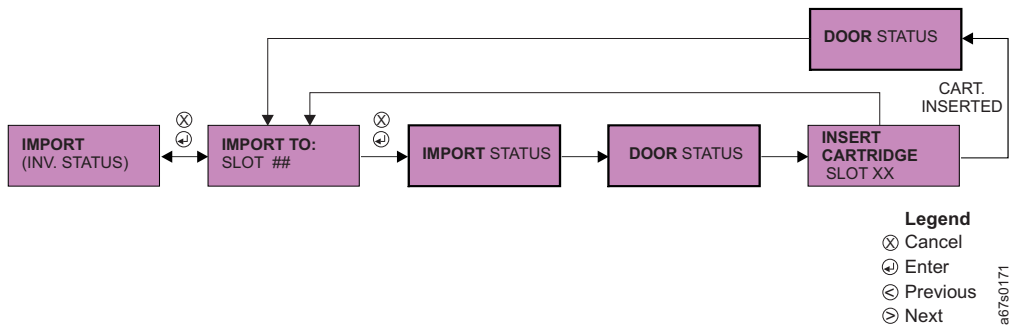 DOOR STATUS
CART.
INSERTED
IMPORT
(INV. STATUS)
IMPORT TO:
SLOT ##
IMPORT STATUS
DOOR STATUS
INSERT
CARTRIDGE
SLOT XX
Legend
Cancel
Enter
Previous
Next
a67s0171